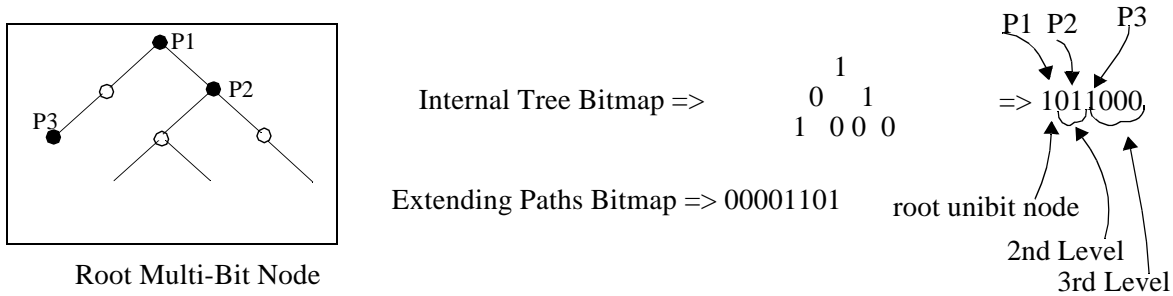 P1
P2
P3
Root Multi-Bit Node
Internal Tree Bitmap =>
1
0 1
1 0 0 0
Extending Paths Bitmap => 00001101
P1 P2 P3
=> 1011000
root unibit node
2nd Level
3rd Level